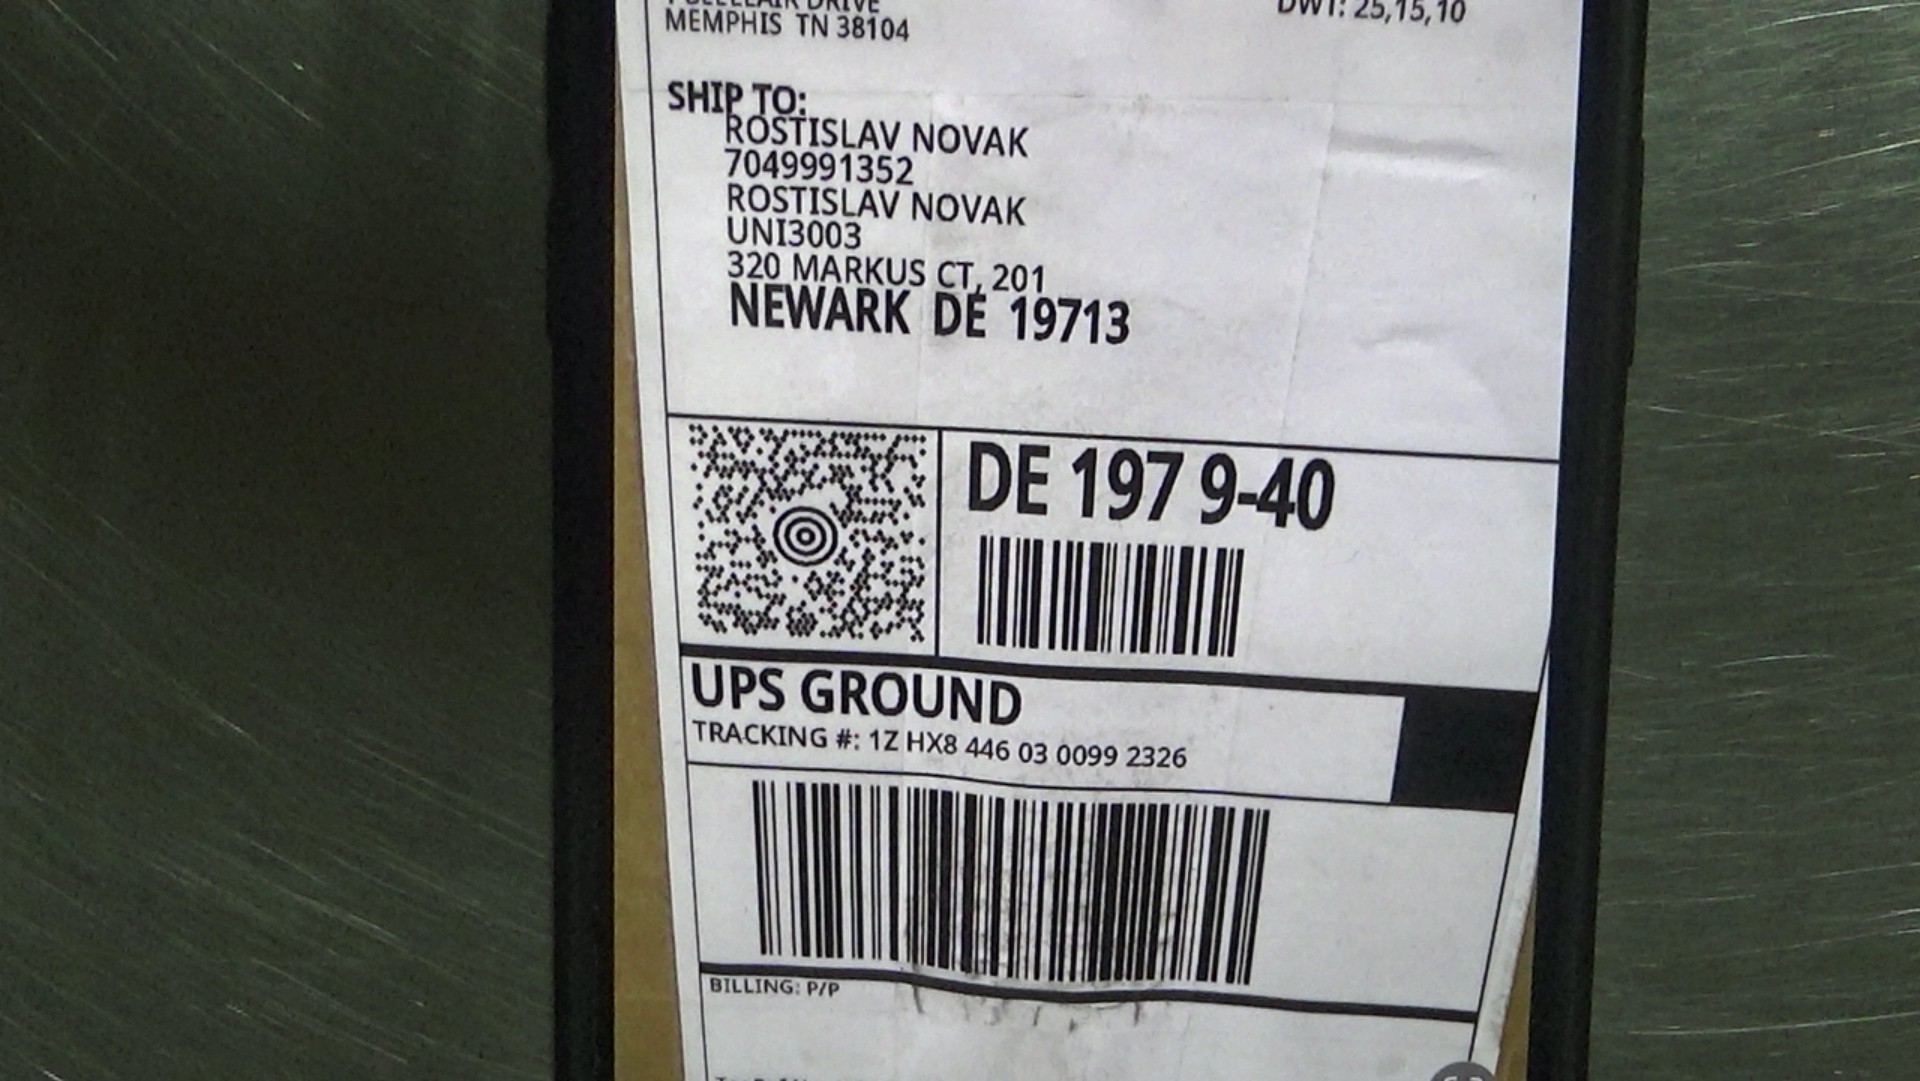 DRIVE
MEMPHIS TN 38104
DWT: 25,15,10
SHIP TO:
ROSTISLAV NOVAK
7049991352
ROSTISLAV NOVAK
UNI3003
320 MARKUS CT, 201
NEWARK DE 19713
DE 197 9-40
UPS GROUND
TRACKING #: 1Z HX8 446 03 0099 2326
BILLING: P/P